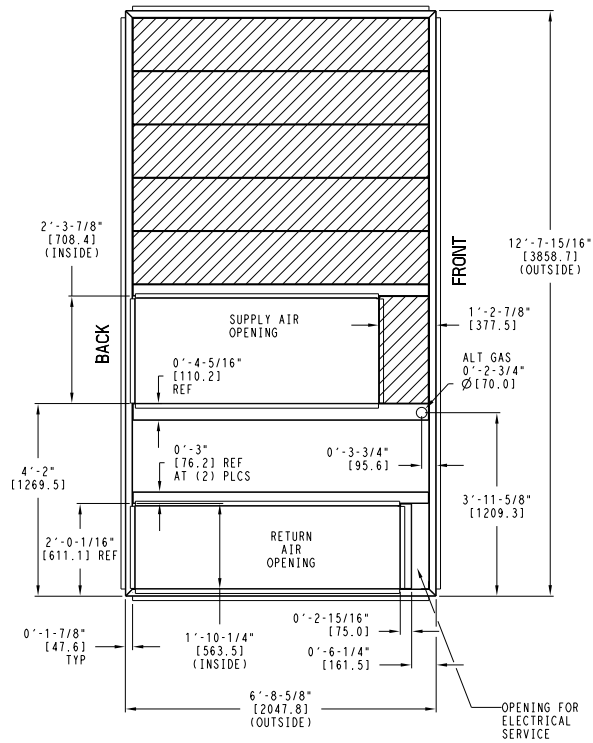 2'-3-7/8"
[708.4]
(INSIDE)
12'-7-15/16"
[3858.7]
(OUTSIDE)
FRONT
BACK
SUPPLY AIR
OPENING
1'-2-7/8"
[377.5]
0'-4-5/16"
[110.2]
REF
ALT GAS
0'-2-3/4"
Ø[70.0]
0'-3"
[76.2] REF
AT (2) PLCS
0'-3-3/4"
[95.6]
4'-2"
[1269.5]
3'-11-5/8"
[1209.3]
2'-0-1/16"
[611.1] REF
RETURN
AIR
OPENING
0'-1-7/8"
[47.6]
TYP
1'-10-1/4"
[563.5]
(INSIDE)
0'-2-15/16"
[75.0]
0'-6-1/4"
[161.5]
6'-8-5/8"
[2047.8]
(OUTSIDE)
OPENING FOR
ELECTRICAL
SERVICE